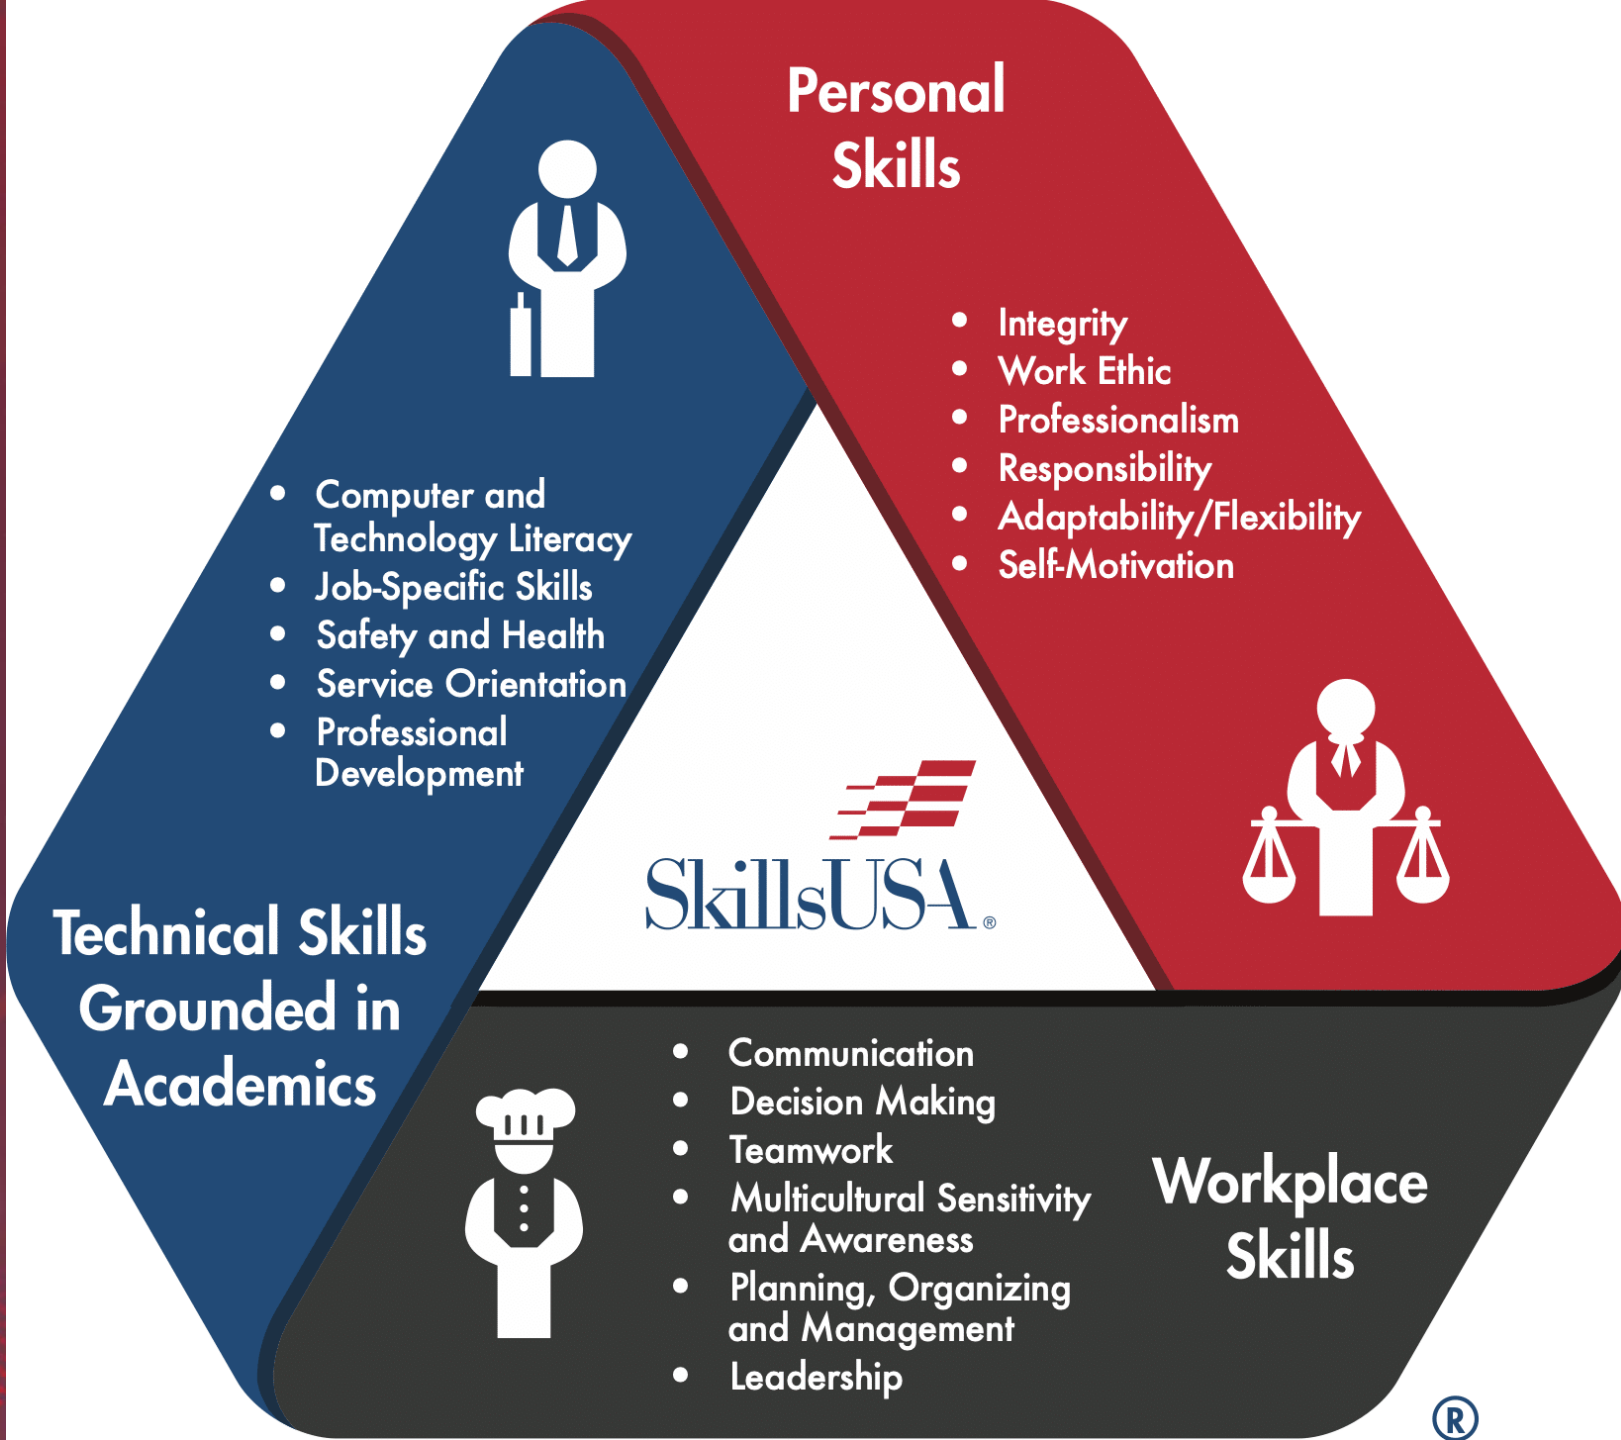 Personal
Skills
• Integrity
• Work Ethic
• Professionalism
• Responsibility
• Adaptability/Flexibility
• Self-Motivation
• Computer and
Technology Literacy
• Job-Specific Skills
• Safety and Health
• Service Orientation
• Professional
Development
Technical Skills
Grounded in
Academics
SkillsUSA®
• Communication
• Decision Making
• Teamwork
• Multicultural Sensitivity
and Awareness
• Planning, Organizing
and Management
• Leadership
Workplace
Skills
®